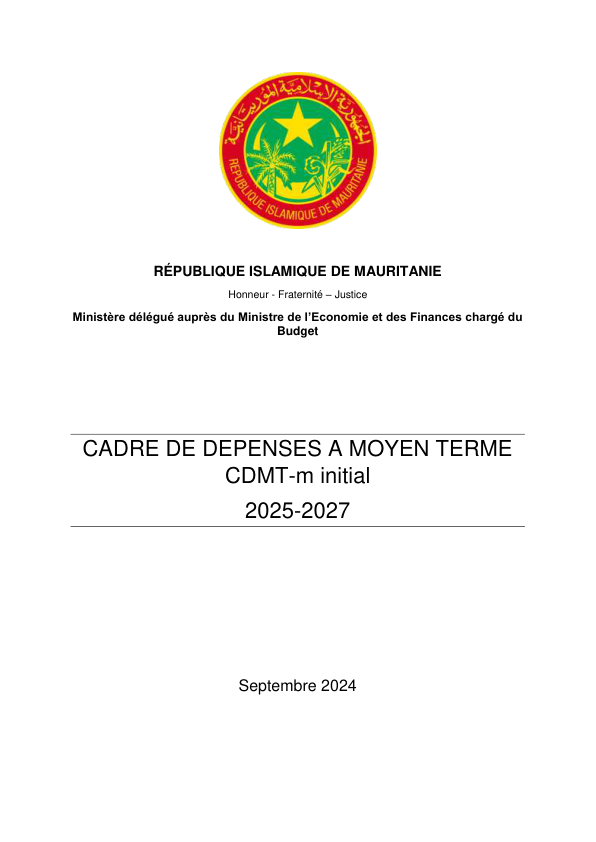 الجمهورية الإسلامية الموريتانية
REPUBLIQUE ISLAMIQUE DE MAURITANIE
RÉPUBLIQUE ISLAMIQUE DE MAURITANIE
Honneur - Fraternité – Justice
Ministère délégué auprès du Ministre de l’Economie et des Finances chargé du
Budget
CADRE DE DEPENSES A MOYEN TERME
CDMT-m initial
2025-2027
Septembre 2024